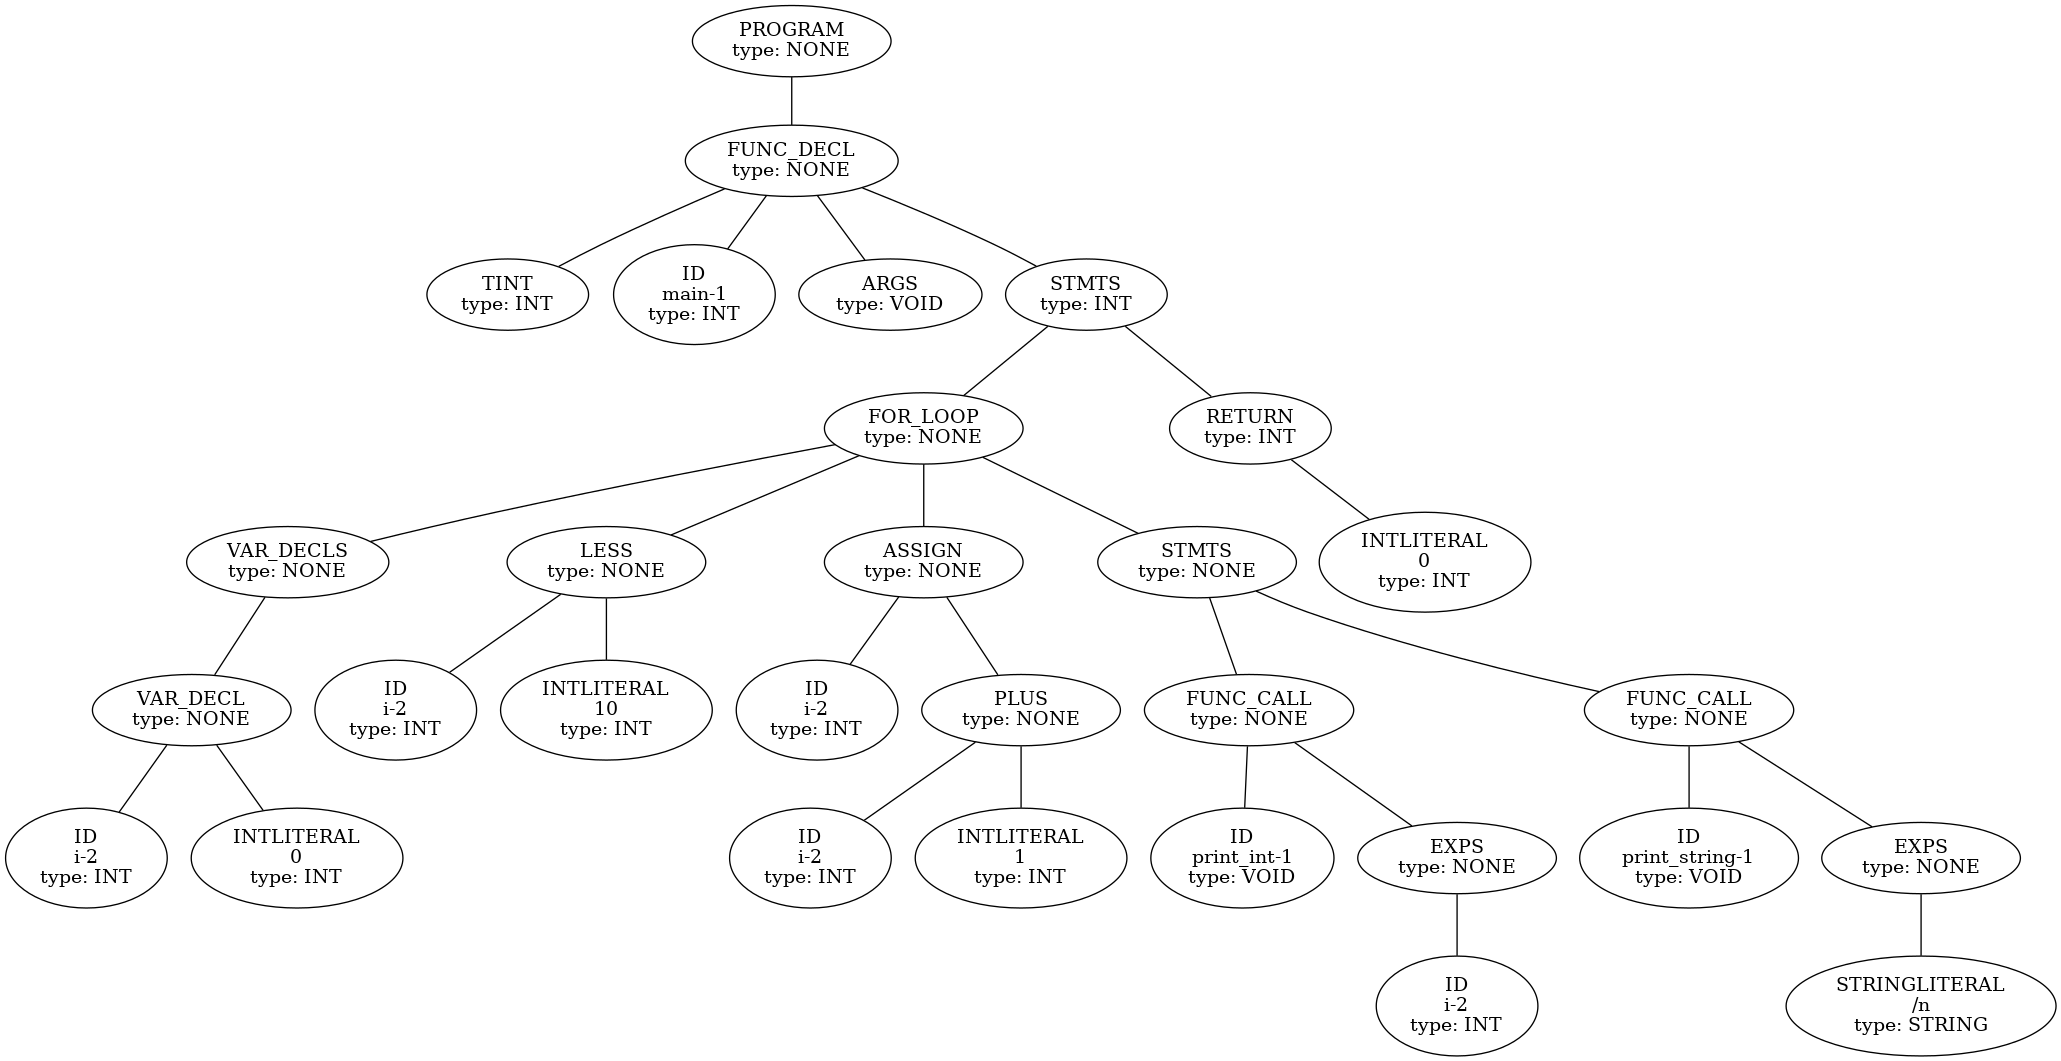 PROGRAM
type: NONE
FUNC_DECL
type: NONE
TINT
type: INT
ID
main-1
type: INT
ARGS
type: VOID
STMTS
type: INT
FOR_LOOP
type: NONE
RETURN
type: INT
VAR_DECLS
type: NONE
LESS
type: NONE
ASSIGN
type: NONE
STMTS
type: NONE
INTLITERAL
0
type: INT
VAR_DECL
type: NONE
ID
i-2
type: INT
INTLITERAL
10
type: INT
ID
i-2
type: INT
PLUS
type: NONE
FUNC_CALL
type: NONE
FUNC_CALL
type: NONE
ID
i-2
type: INT
INTLITERAL
0
type: INT
ID
i-2
type: INT
INTLITERAL
1
type: INT
ID
print_int-1
type: VOID
EXPS
type: NONE
ID
print_string-1
type: VOID
EXPS
type: NONE
ID
i-2
type: INT
STRINGLITERAL
/n
type: STRING